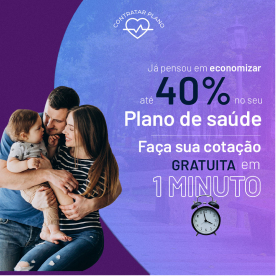 CONTRATAR PLANO
Já pensou em economizar
até 40% no seu
Plano de saúde
Faça sua cotação
GRATUITA em
1 MINUTO